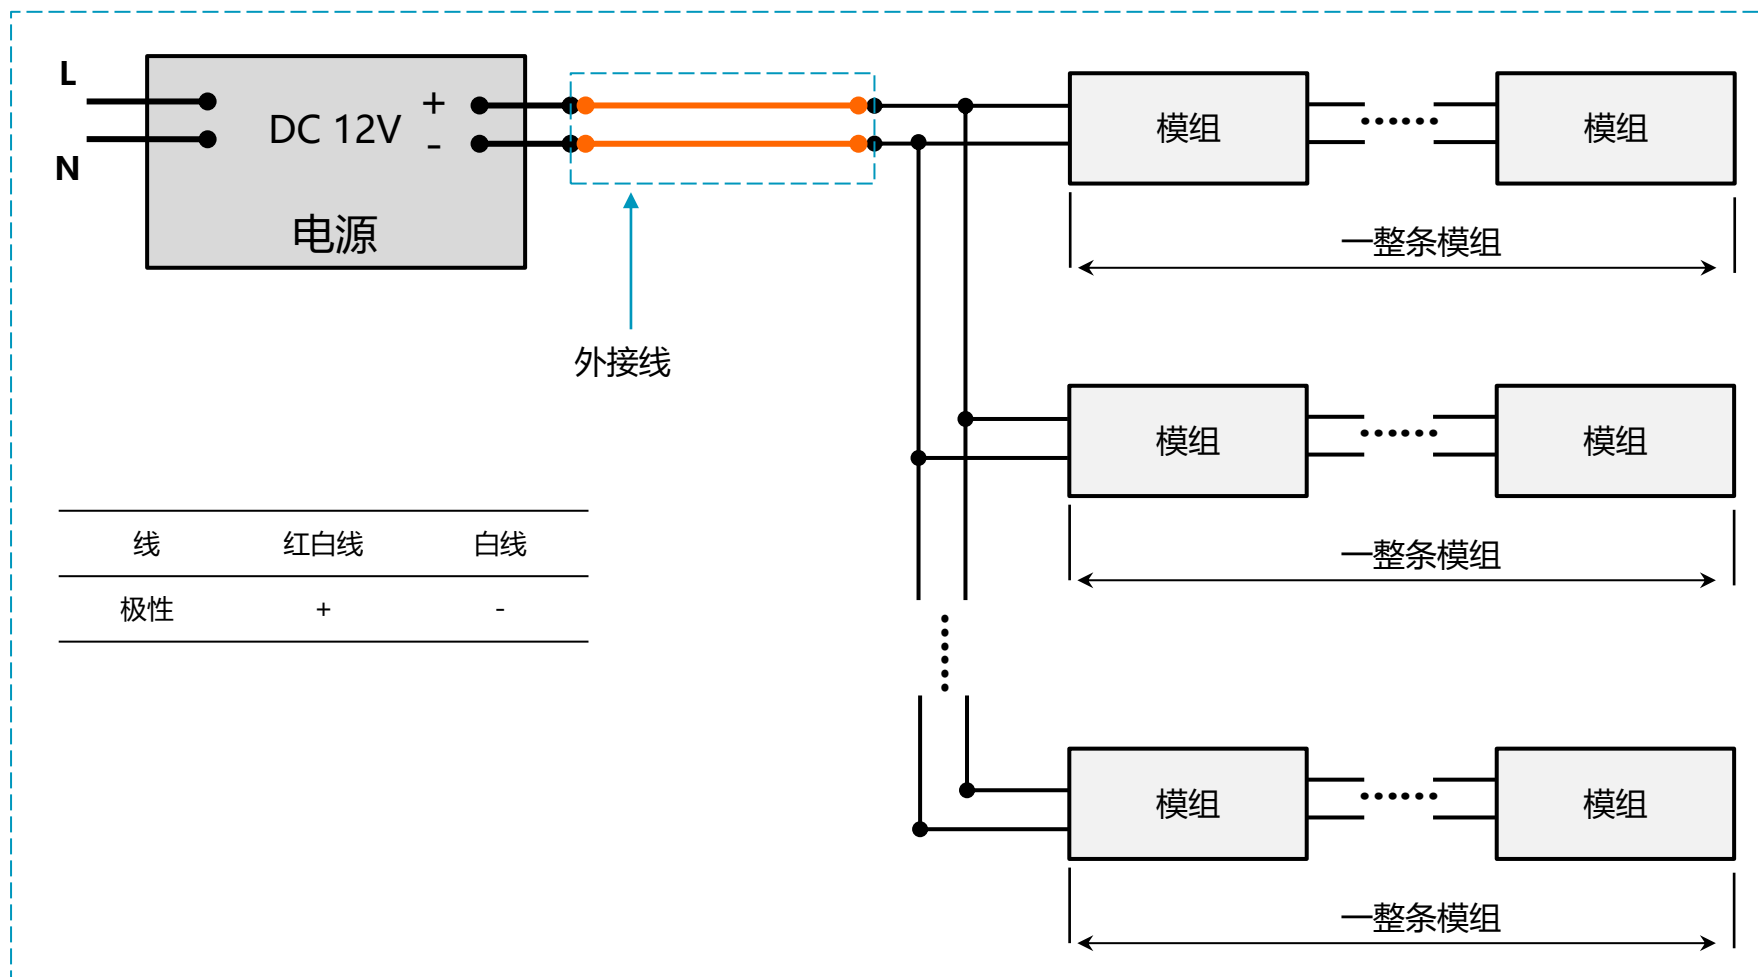 L
N
DC 12V
+
-
电源
外接线
模组
模组
一整条模组
模组
模组
一整条模组
线 红白线 白线
极性 + -
模组
模组
一整条模组